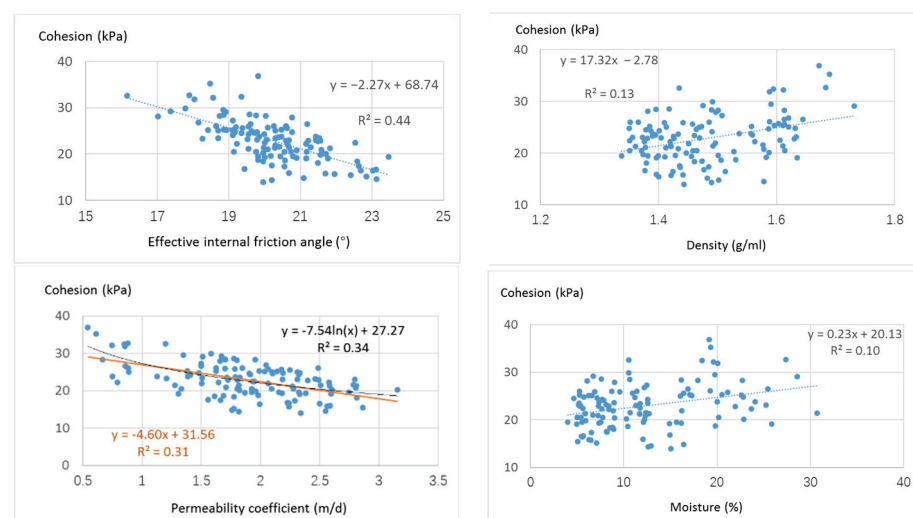 Cohesion (kPa)
40
30
20
10
y = −2.27x + 68.74
R² = 0.44
15 17 19 21 23 25
Effective internal friction angle (°)
Cohesion (kPa)
40
30
20
10
y = 17.32x − 2.78
R² = 0.13
1.2 1.4 1.6 1.8
Density (g/ml)
Cohesion (kPa)
40
30
20
10
0
y = -7.54ln(x) + 27.27
R² = 0.34
y = -4.60x + 31.56
R² = 0.31
0.5 1 1.5 2 2.5 3 3.5
Permeability coefficient (m/d)
Cohesion (kPa)
40
30
20
10
y = 0.23x + 20.13
R² = 0.10
0 10 20 30 40
Moisture (%)